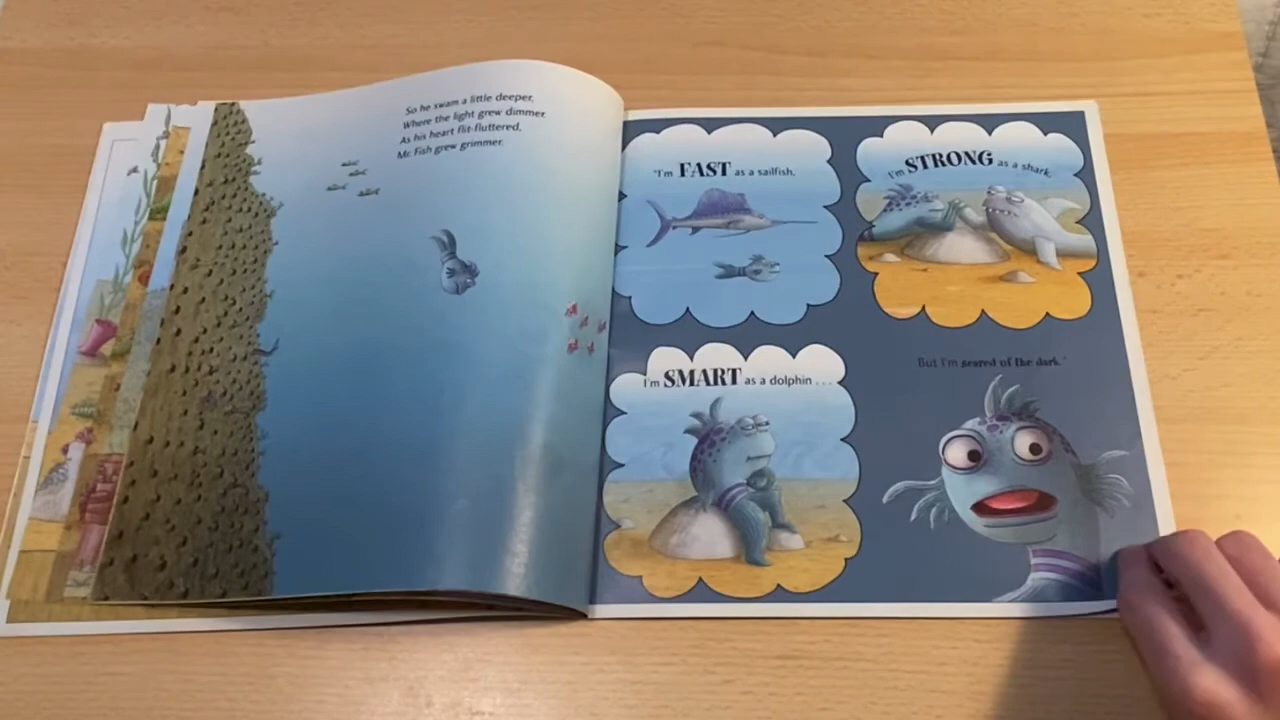 So he swam a little deeper,
Where the light grew dimmer.
As his heart flit-fluttered,
Mr. Fish grew grimmer.
"I'm FAST as a sailfish,
I'm STRONG as a shark,
I'm SMART as a dolphin . . .
But I'm scared of the dark."